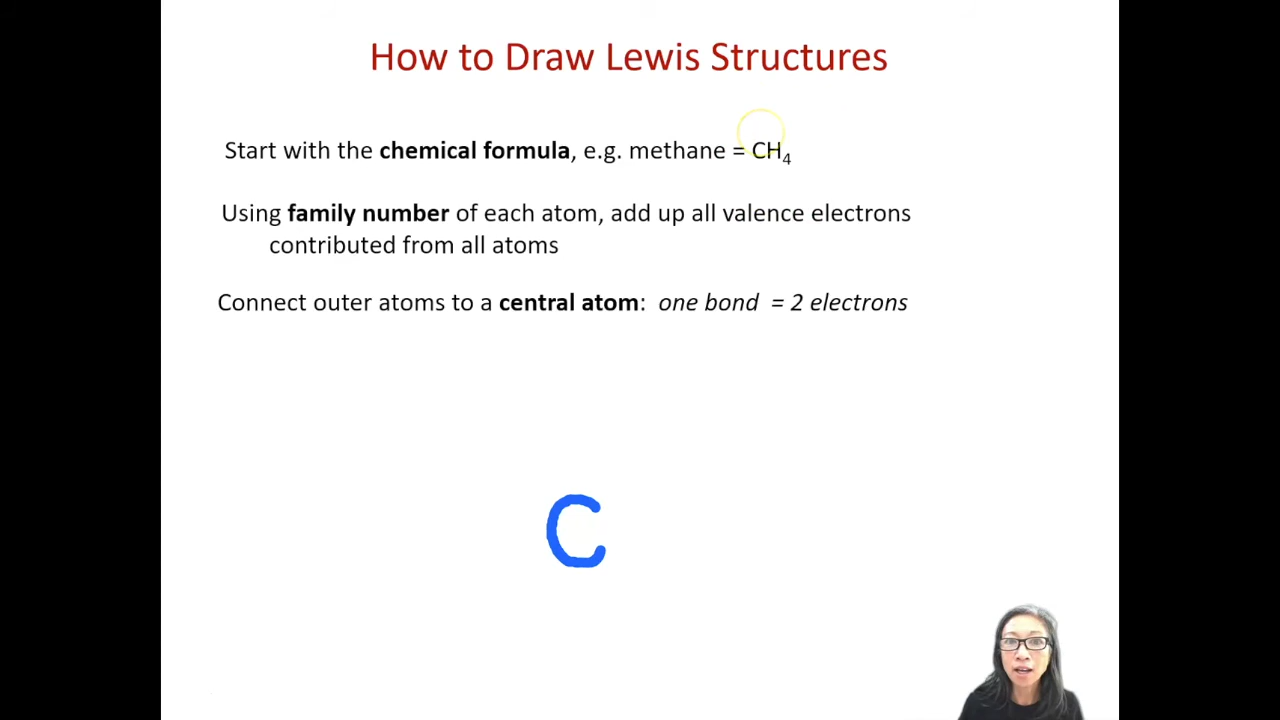 How to Draw Lewis Structures
Start with the chemical formula, e.g. methane = CH₄
Using family number of each atom, add up all valence electrons
contributed from all atoms
Connect outer atoms to a central atom: one bond = 2 electrons
C